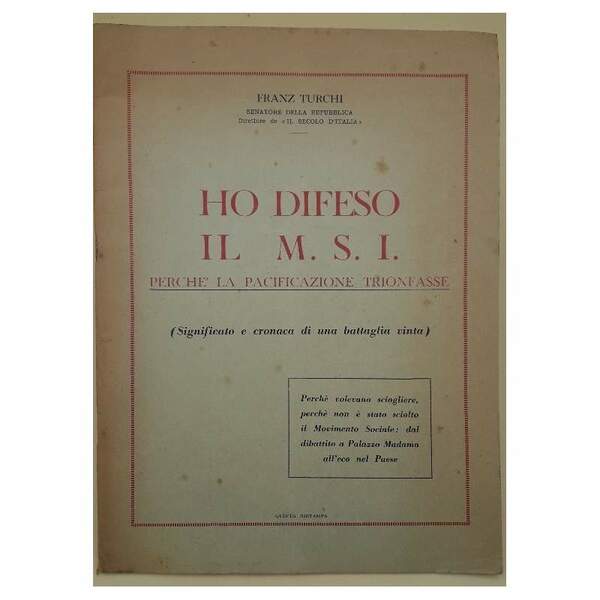 FRANZ TURCHI
SENATORE DELLA REPUBBLICA
Direttore de «IL SECOLO D'ITALIA»
HO DIFESO
IL M. S. I.
PERCHE' LA PACIFICAZIONE TRIONFASSE
(Significato e cronaca di una battaglia vinta)
Perchè volevano sciogliere,
perchè non è stato sciolto
il Movimento Sociale: dal
dibattito a Palazzo Madama
all'eco nel Paese
QUINTA RISTAMPA